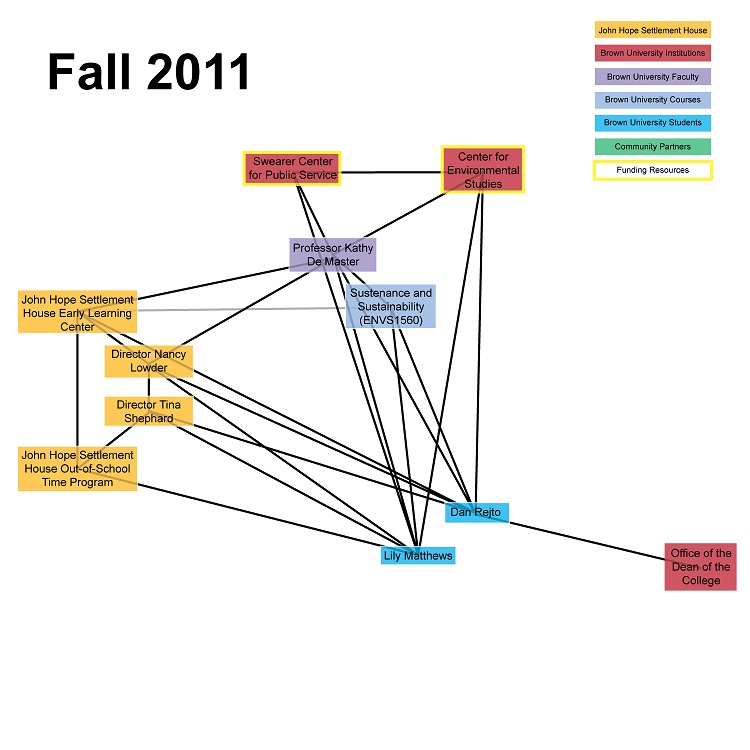 Fall 2011
John Hope Settlement House
Brown University Institutions
Brown University Faculty
Brown University Courses
Brown University Students
Community Partners
Funding Resources
Swearer Center
for Public Service
Center for
Environmental
Studies
Professor Kathy
De Master
Sustenance and
Sustainability
(ENVS1560)
John Hope Settlement
House Early Learning
Center
Director Nancy
Lowder
Director Tina
Shephard
John Hope Settlement
House Out-of-School
Time Program
Dan Rejto
Lily Matthews
Office of the
Dean of the
College